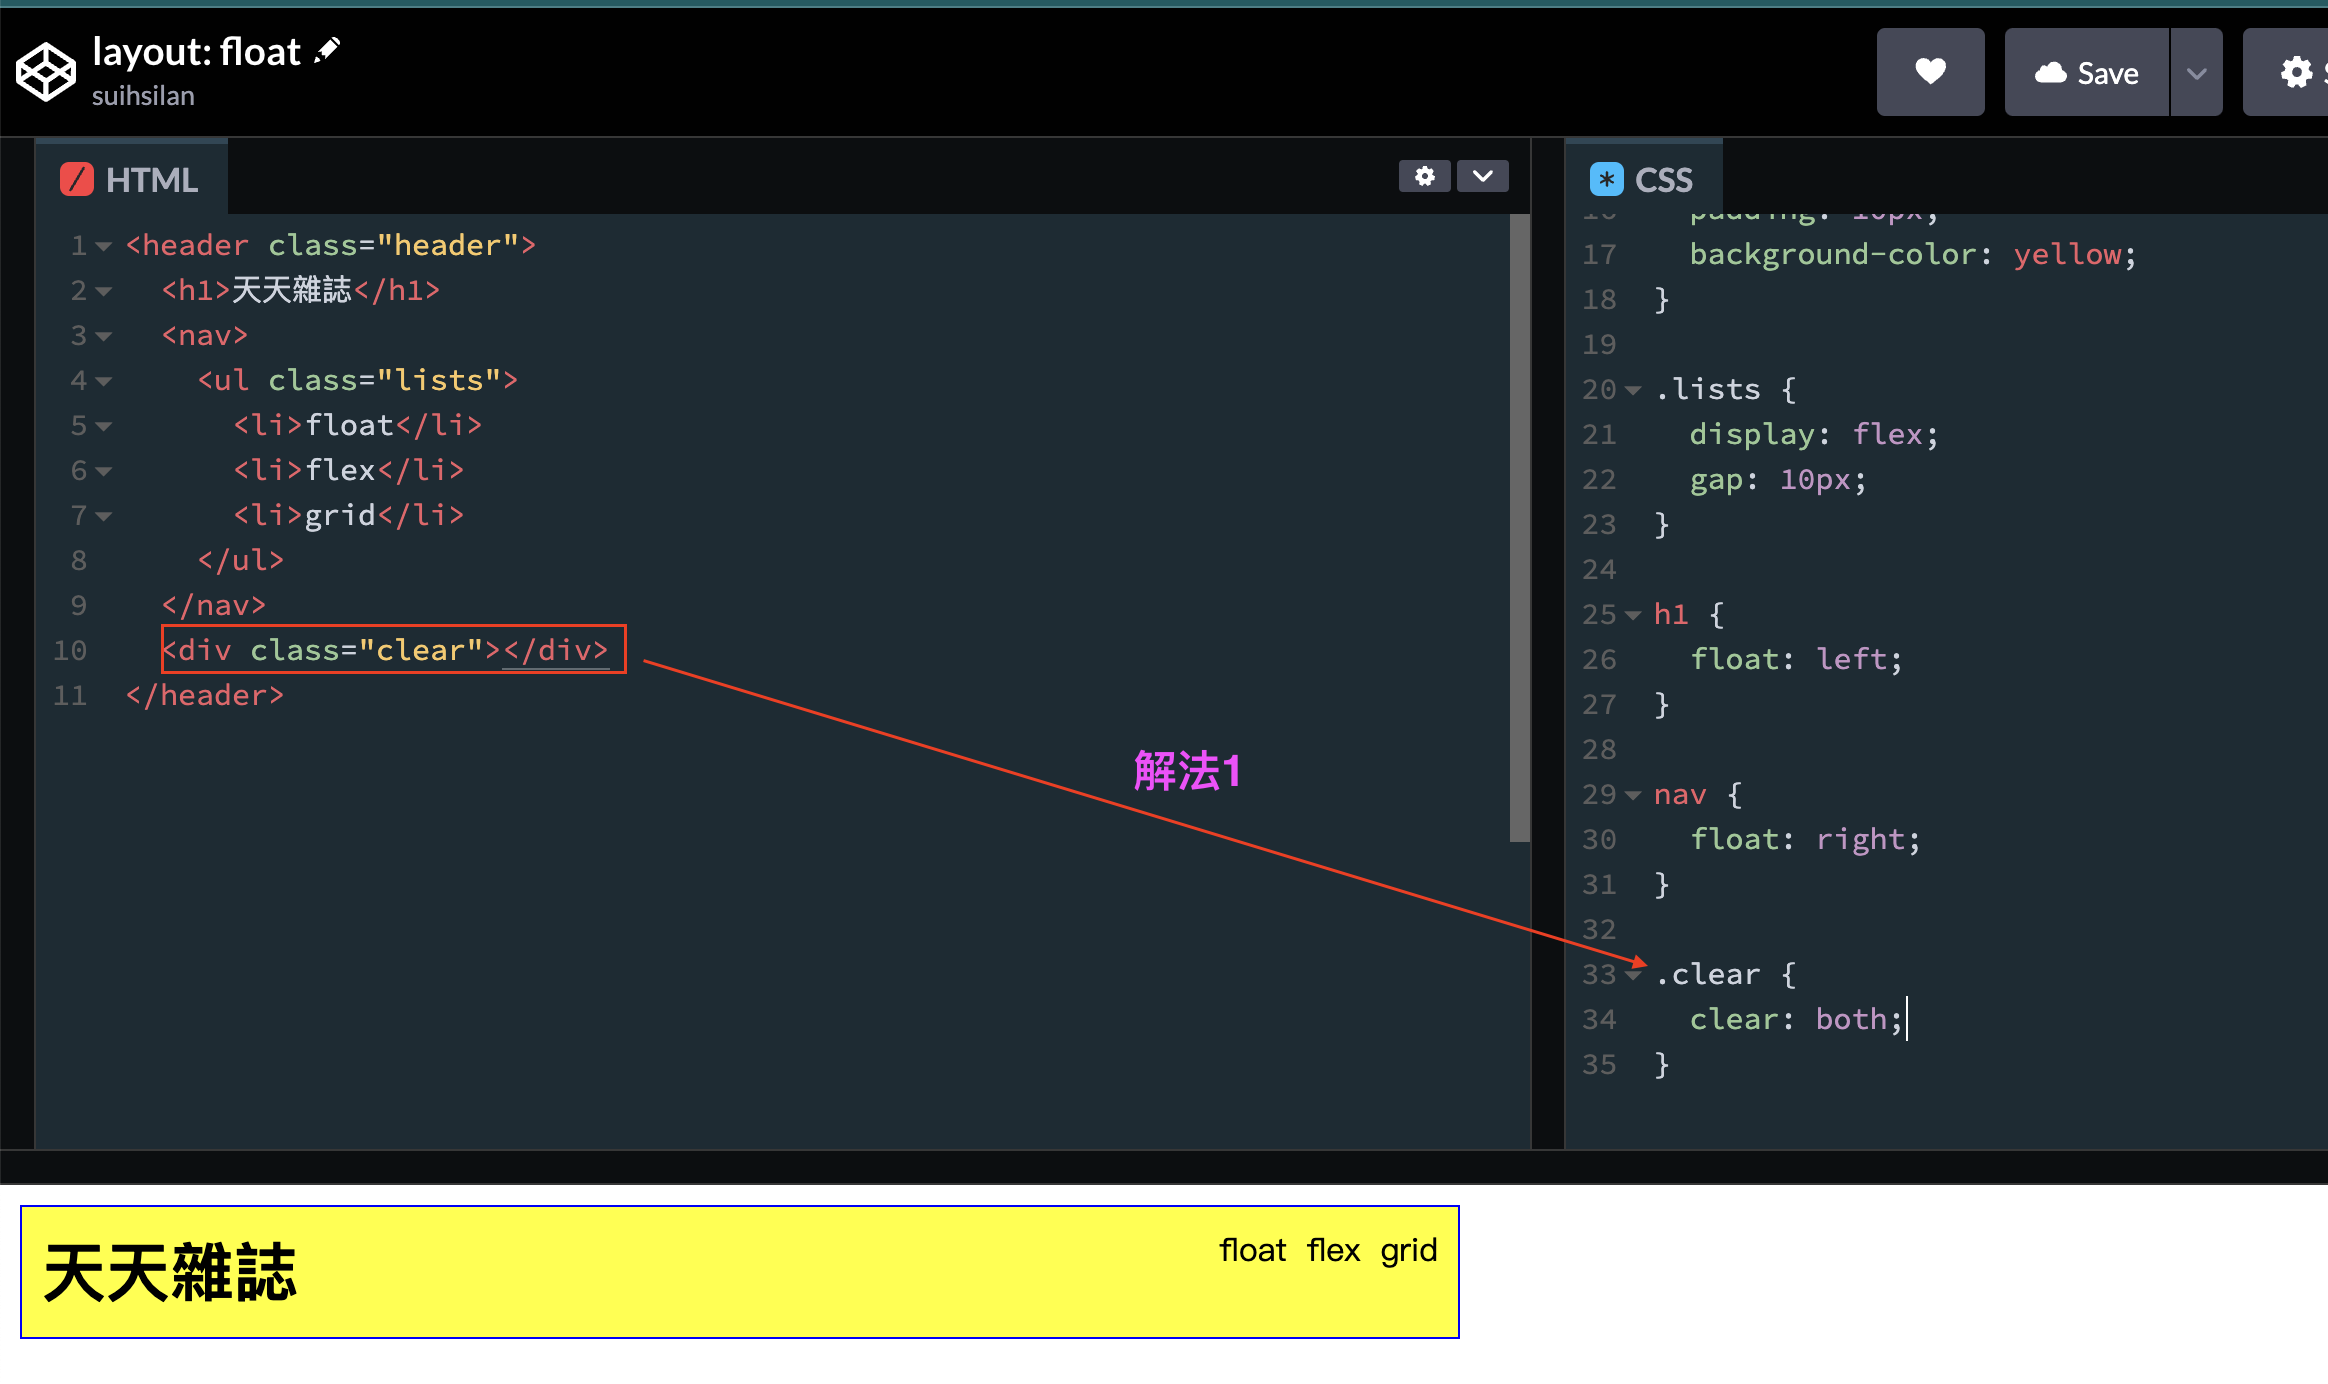 layout: float
suihsilan
Save
HTML
1 <header class="header">
2 <h1>天天雜誌</h1>
3 <nav>
4 <ul class="lists">
5 <li>float</li>
6 <li>flex</li>
7 <li>grid</li>
8 </ul>
9 </nav>
10 <div class="clear"></div>
11 </header>
解法1
CSS
16 padding: 10px;
17 background-color: yellow;
18 }
19
20 .lists {
21 display: flex;
22 gap: 10px;
23 }
24
25 h1 {
26 float: left;
27 }
28
29 nav {
30 float: right;
31 }
32
33 .clear {
34 clear: both;
35 }
天天雜誌
float flex grid